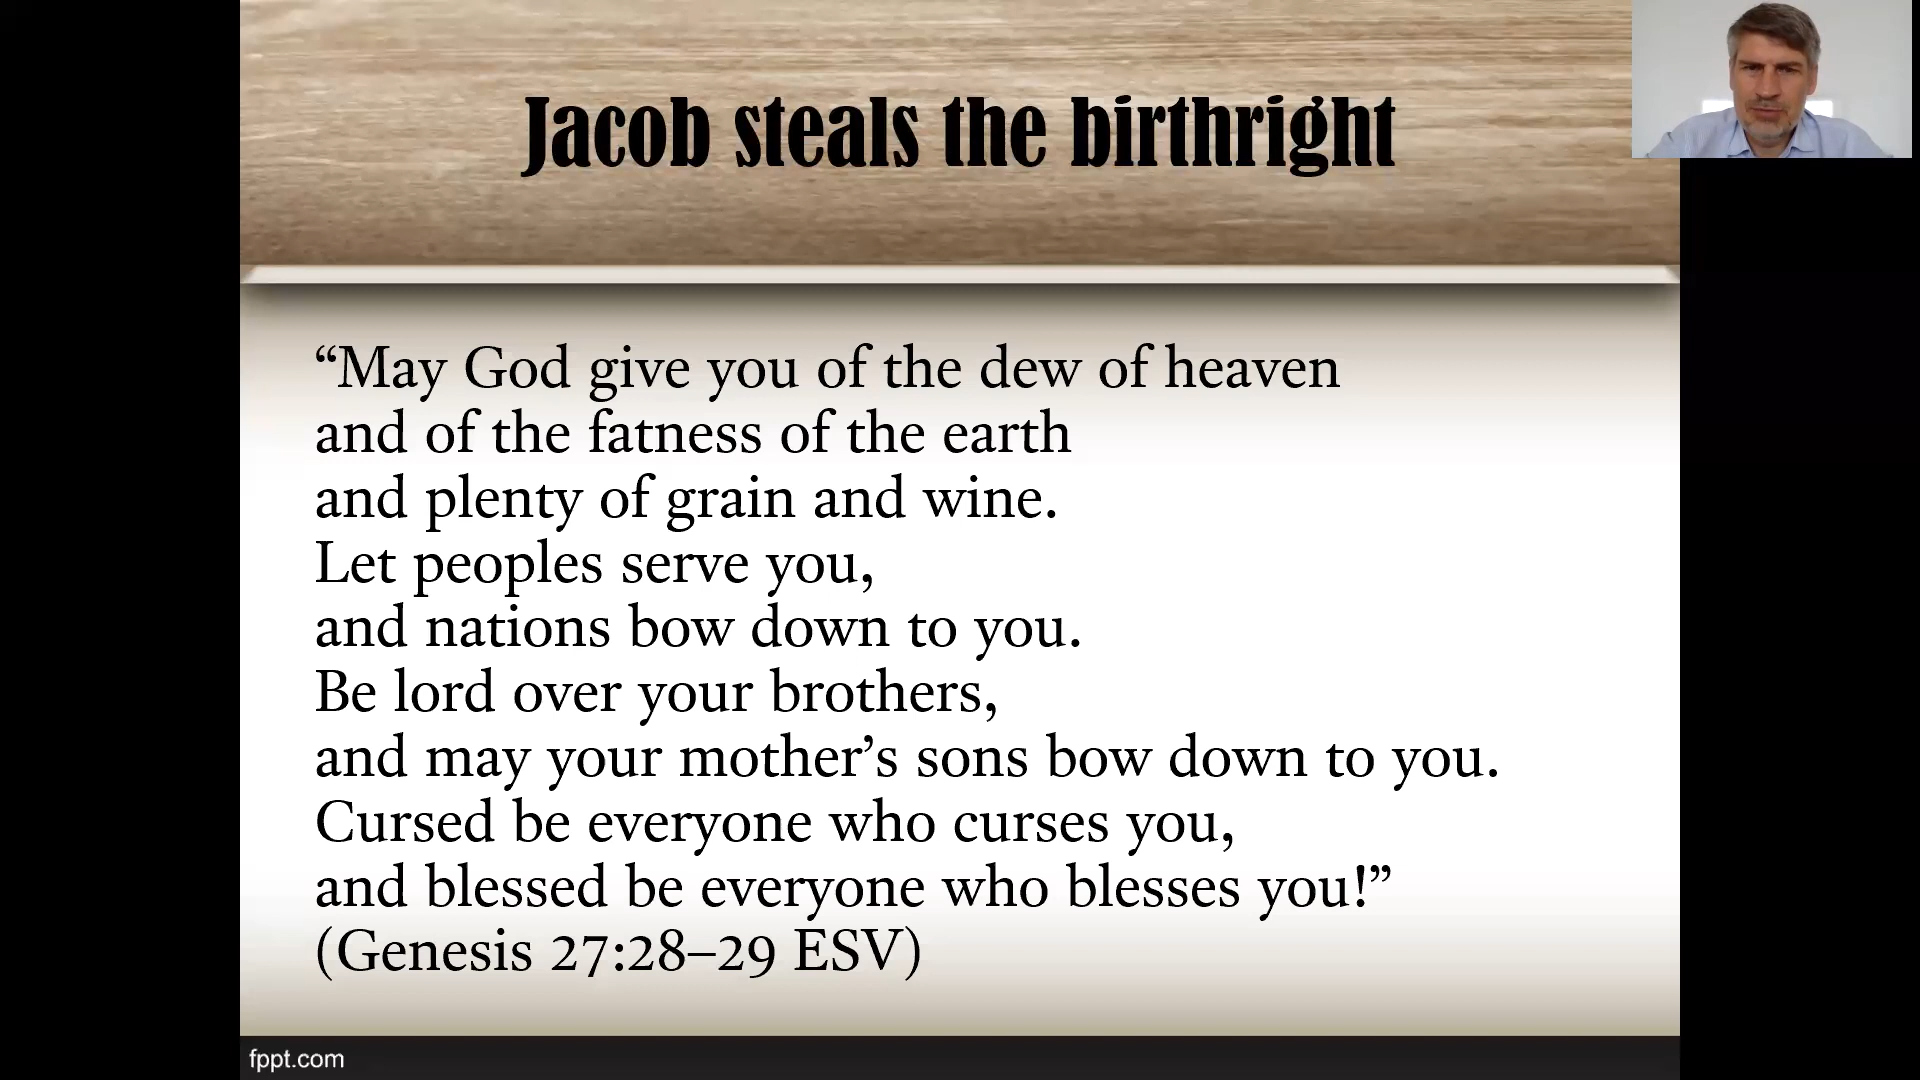 Jacob steals the birthright
“May God give you of the dew of heaven
and of the fatness of the earth
and plenty of grain and wine.
Let peoples serve you,
and nations bow down to you.
Be lord over your brothers,
and may your mother’s sons bow down to you.
Cursed be everyone who curses you,
and blessed be everyone who blesses you!”
(Genesis 27:28–29 ESV)
fppt.com